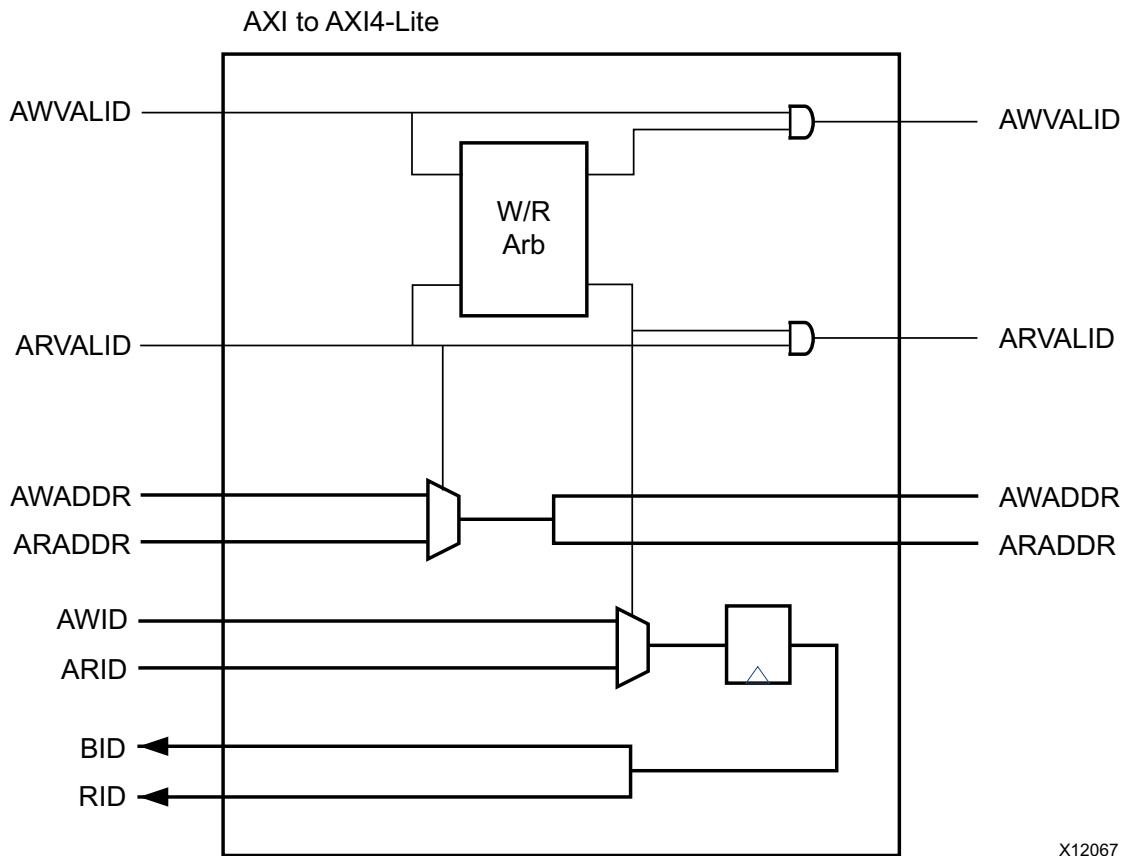 AXI to AXI4-Lite
AWVALID
AWVALID
W/R
Arb
ARVALID
ARVALID
AWADDR
AWADDR
ARADDR
ARADDR
AWID
ARID
BID
RID
X12067